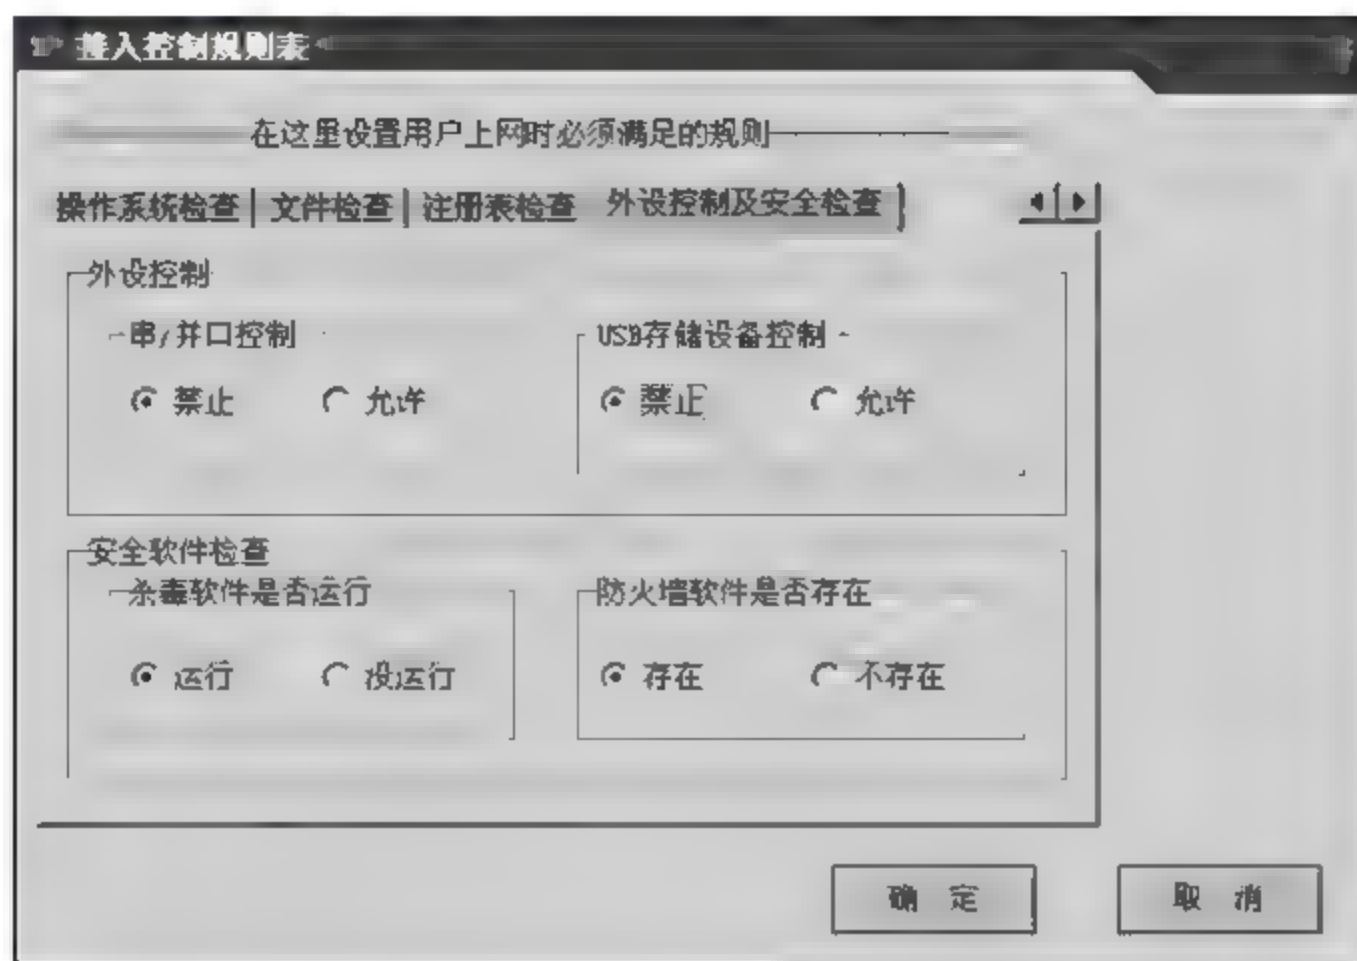 接入控制规则表
在这里设置用户上网时必须满足的规则
操作系统检查 文件检查 注册表检查 外设控制及安全检查
外设控制
串/并口控制 USB存储设备控制
禁止 允许 禁止 允许
安全软件检查
杀毒软件是否运行 防火墙软件是否存在
运行 没运行 存在 不存在
确 定 取 消